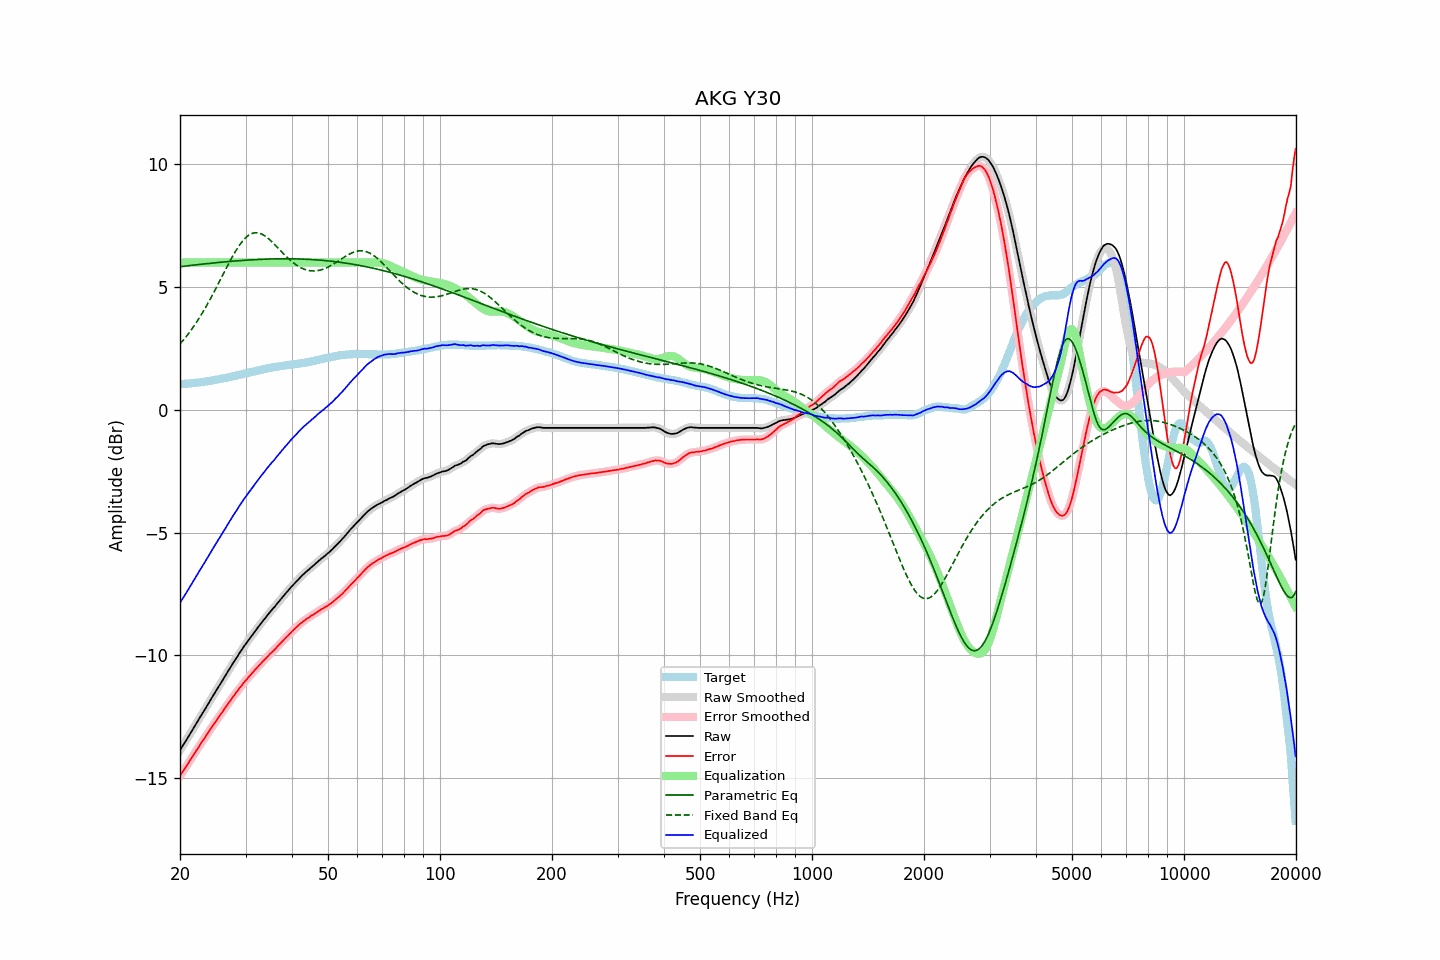 AKG Y30
Amplitude (dBr)
10
5
0
−5
−10
−15
20
50
100
200
500
1000
2000
5000
10000
20000
Frequency (Hz)
Target
Raw Smoothed
Error Smoothed
Raw
Error
Equalization
Parametric Eq
Fixed Band Eq
Equalized